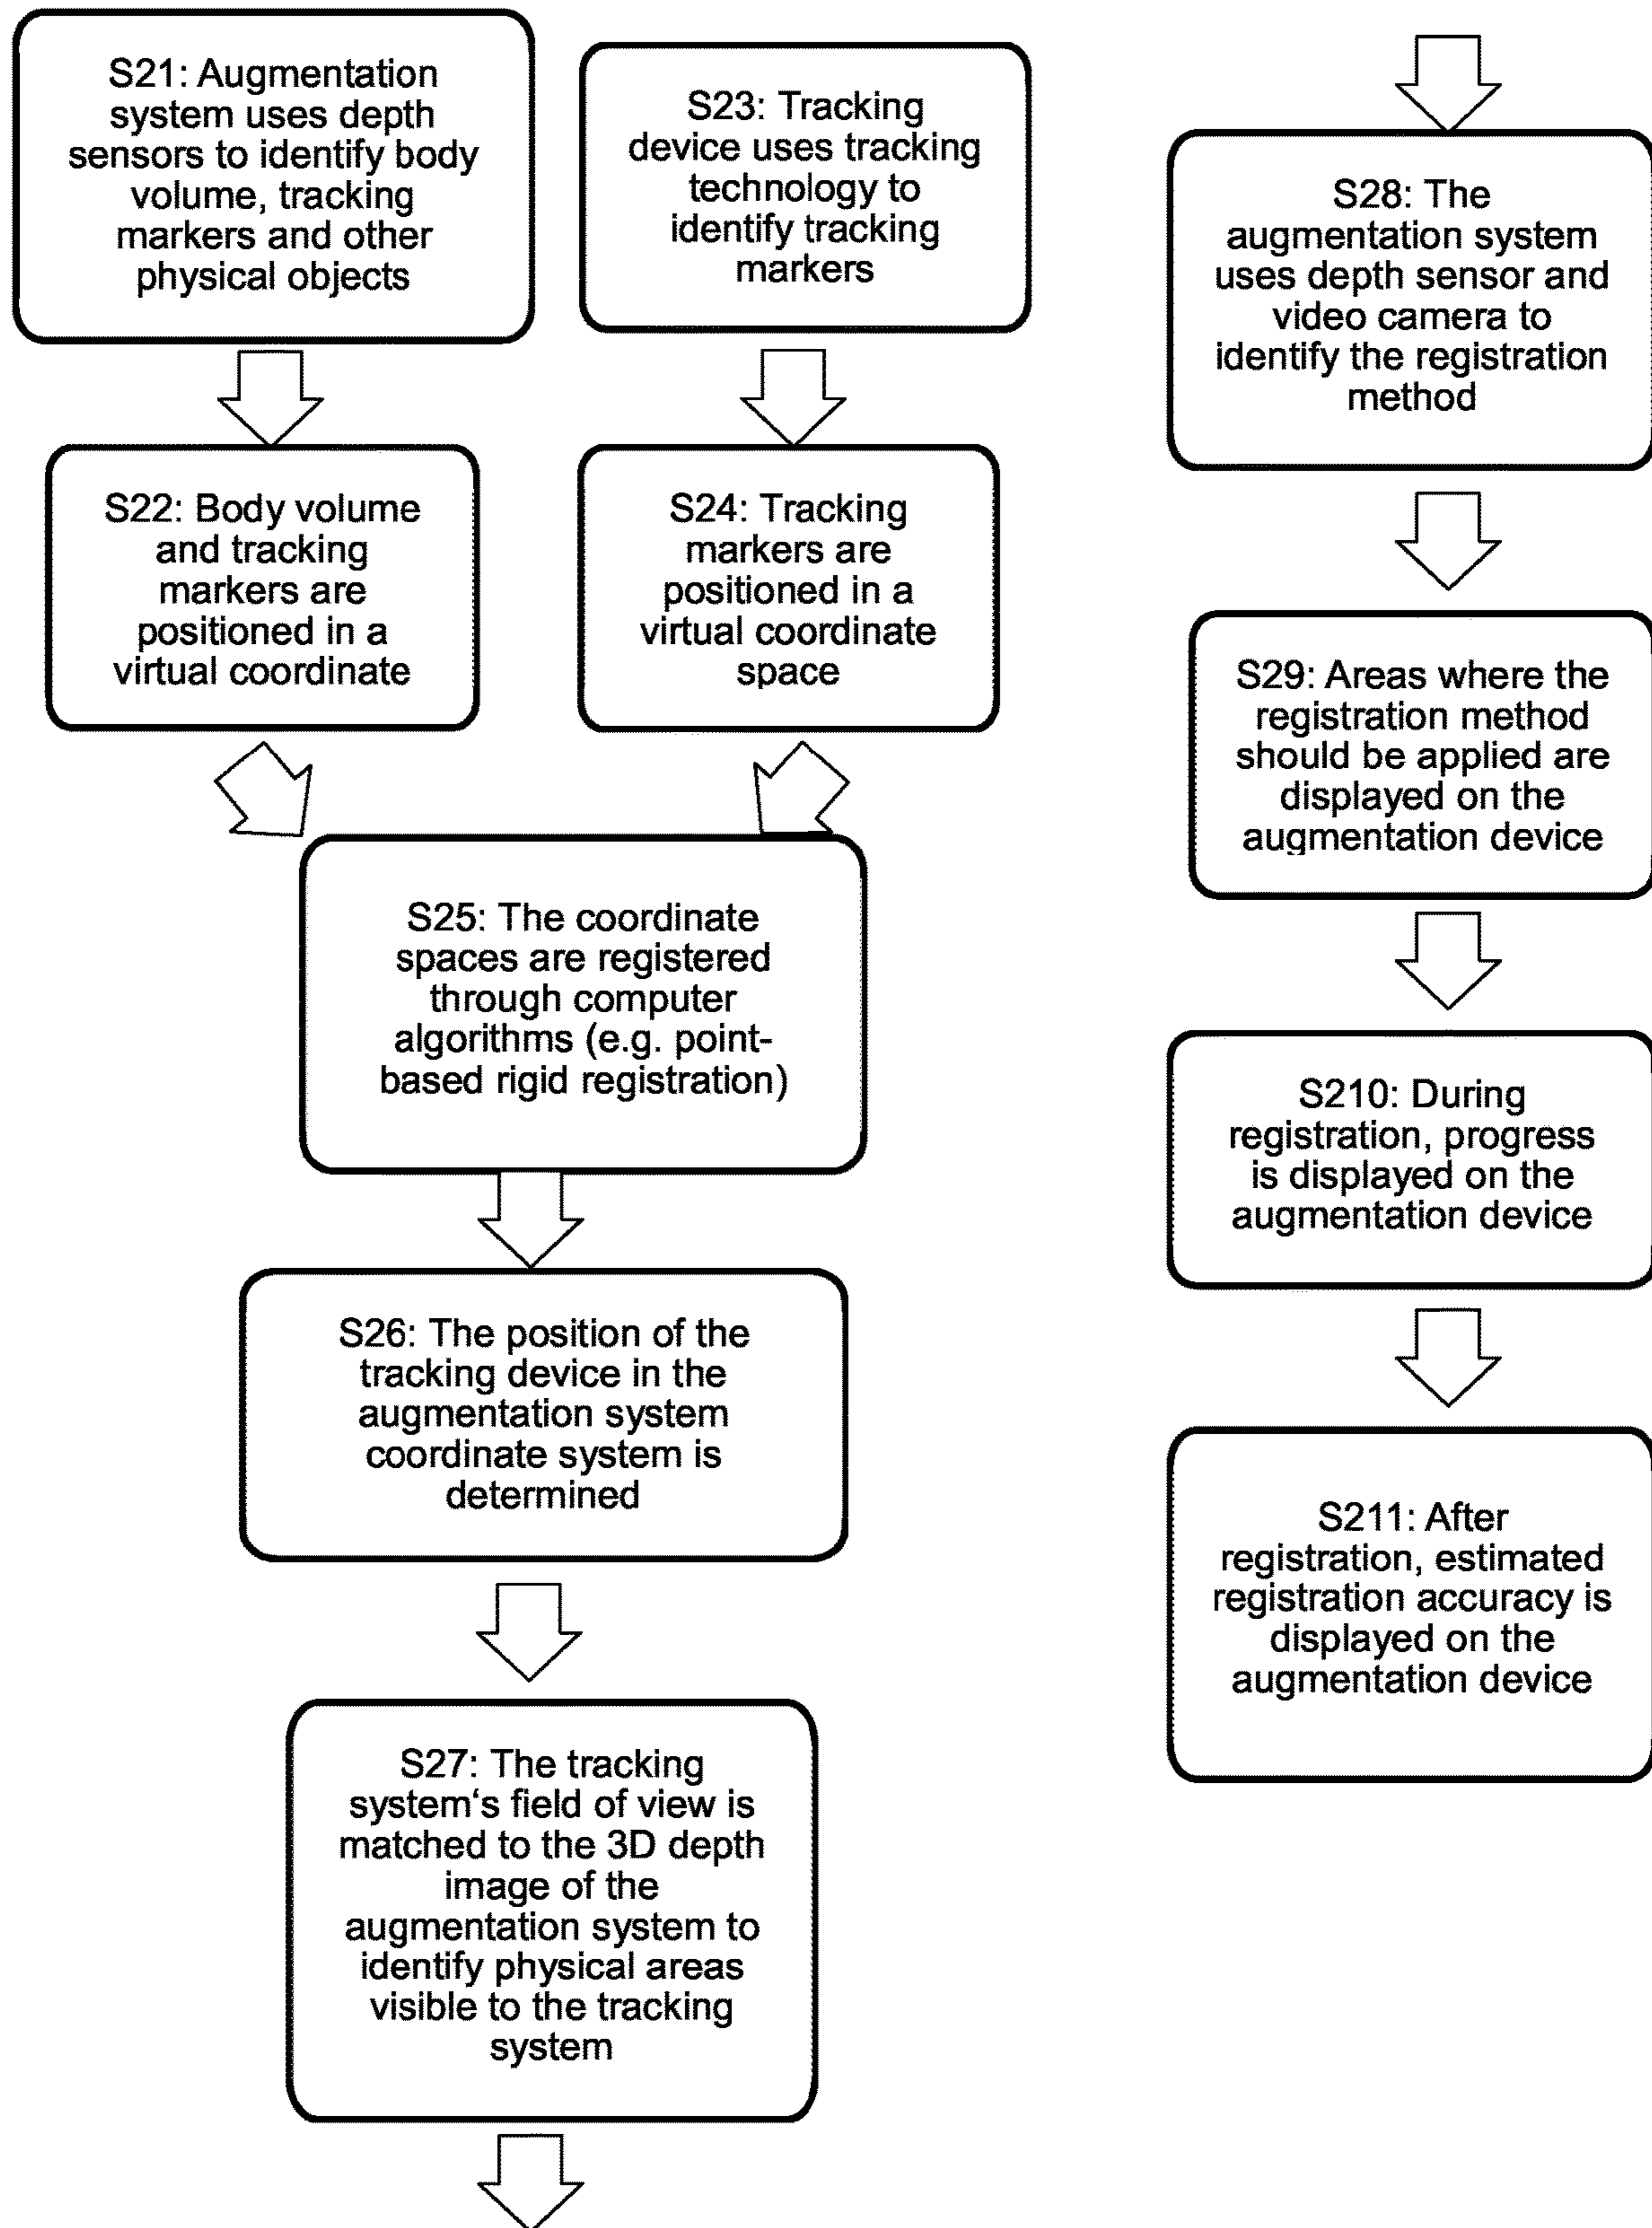 S21: Augmentation
system uses depth
sensors to identify body
volume, tracking
markers and other
physical objects
S23: Tracking
device uses tracking
technology to
identify tracking
markers
S22: Body volume
and tracking
markers are
positioned in a
virtual coordinate
S24: Tracking
markers are
positioned in a
virtual coordinate
space
S25: The coordinate
spaces are registered
through computer
algorithms (e.g. point-
based rigid registration)
S26: The position of the
tracking device in the
augmentation system
coordinate system is
determined
S27: The tracking
system‘s field of view is
matched to the 3D depth
image of the
augmentation system to
identify physical areas
visible to the tracking
system
S28: The
augmentation system
uses depth sensor and
video camera to
identify the registration
method
S29: Areas where the
registration method
should be applied are
displayed on the
augmentation device
S210: During
registration, progress
is displayed on the
augmentation device
S211: After
registration, estimated
registration accuracy is
displayed on the
augmentation device